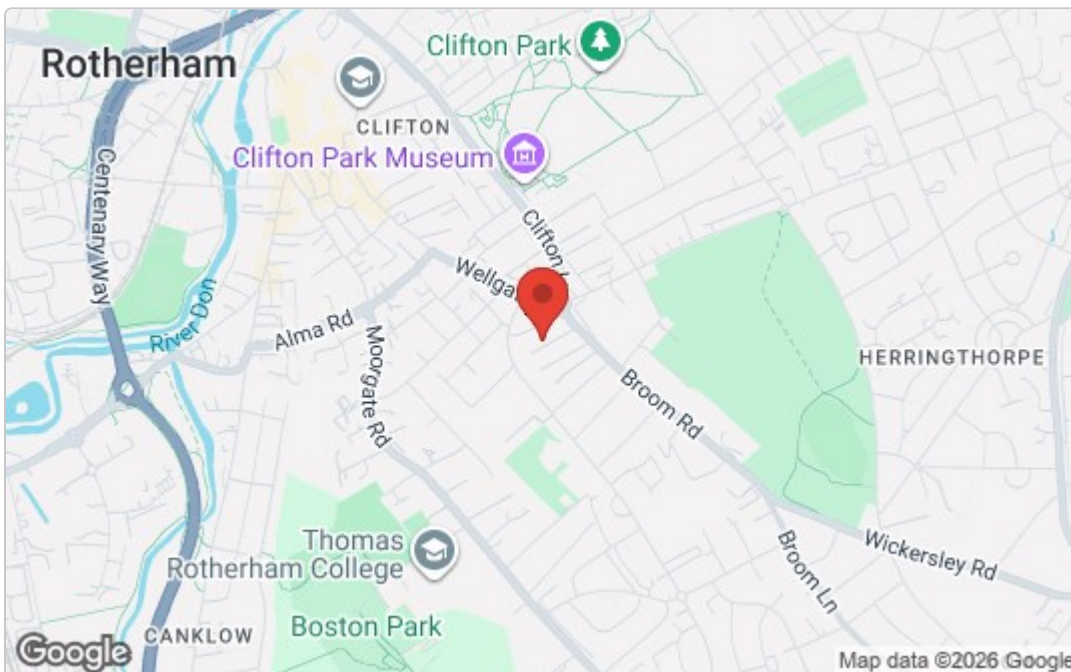 Rotherham
Clifton Park
CLIFTON
Clifton Park Museum
Centenary Way
River Don
Alma Rd
Moorgate Rd
Broom Rd
HERRINGTHORPE
Thomas
Rotherham College
Wickersley Rd
Broom Ln
Boston Park
CANKLOW
Google
Map data ©2026 Google